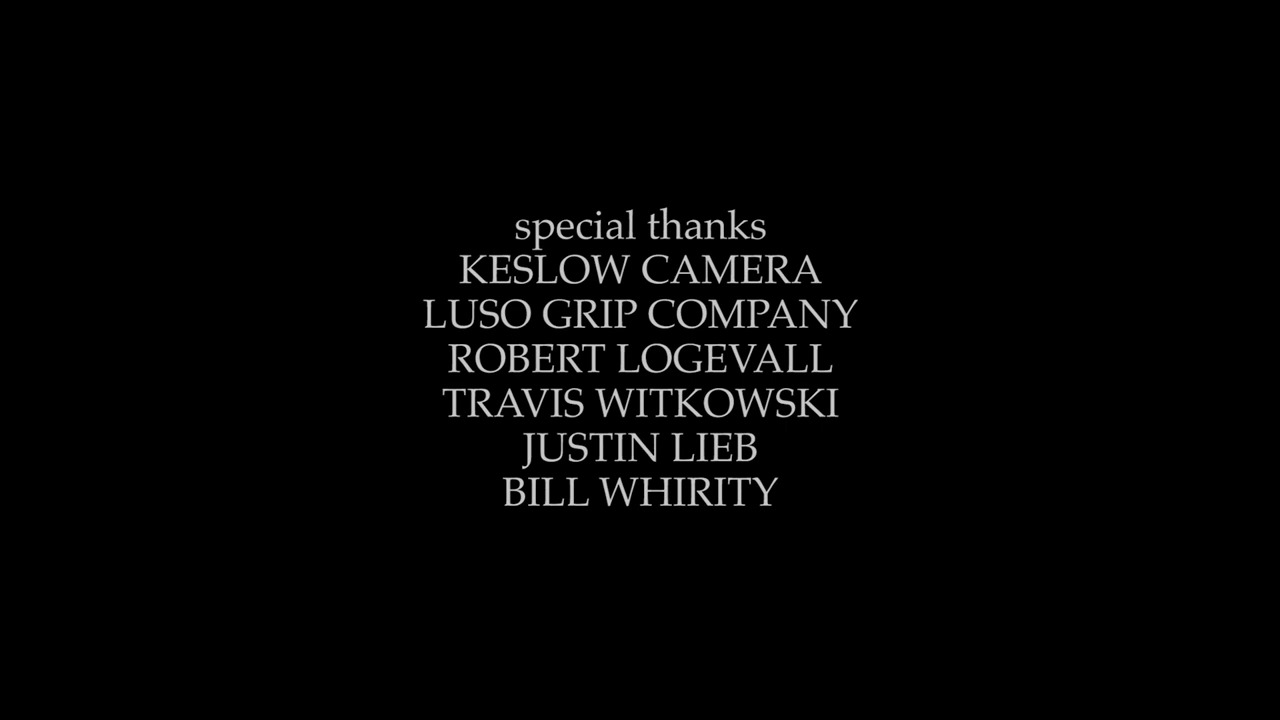 special thanks
KESLOW CAMERA
LUSO GRIP COMPANY
ROBERT LOGEVALL
TRAVIS WITKOWSKI
JUSTIN LIEB
BILL WHIRITY